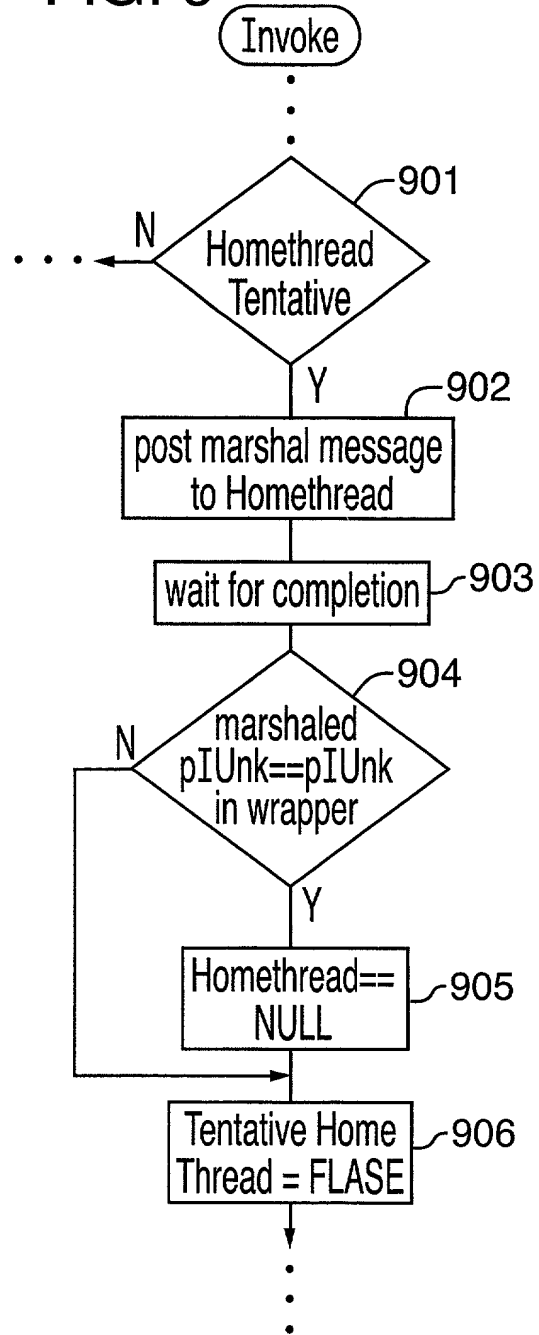 Invoke
901
N
Homethread
Tentative
Y
902
post marshal message
to Homethread
wait for completion
903
904
N
marshaled
pIUnk==pIUnk
in wrapper
Y
Homethread==
NULL
905
Tentative Home
Thread = FLASE
906